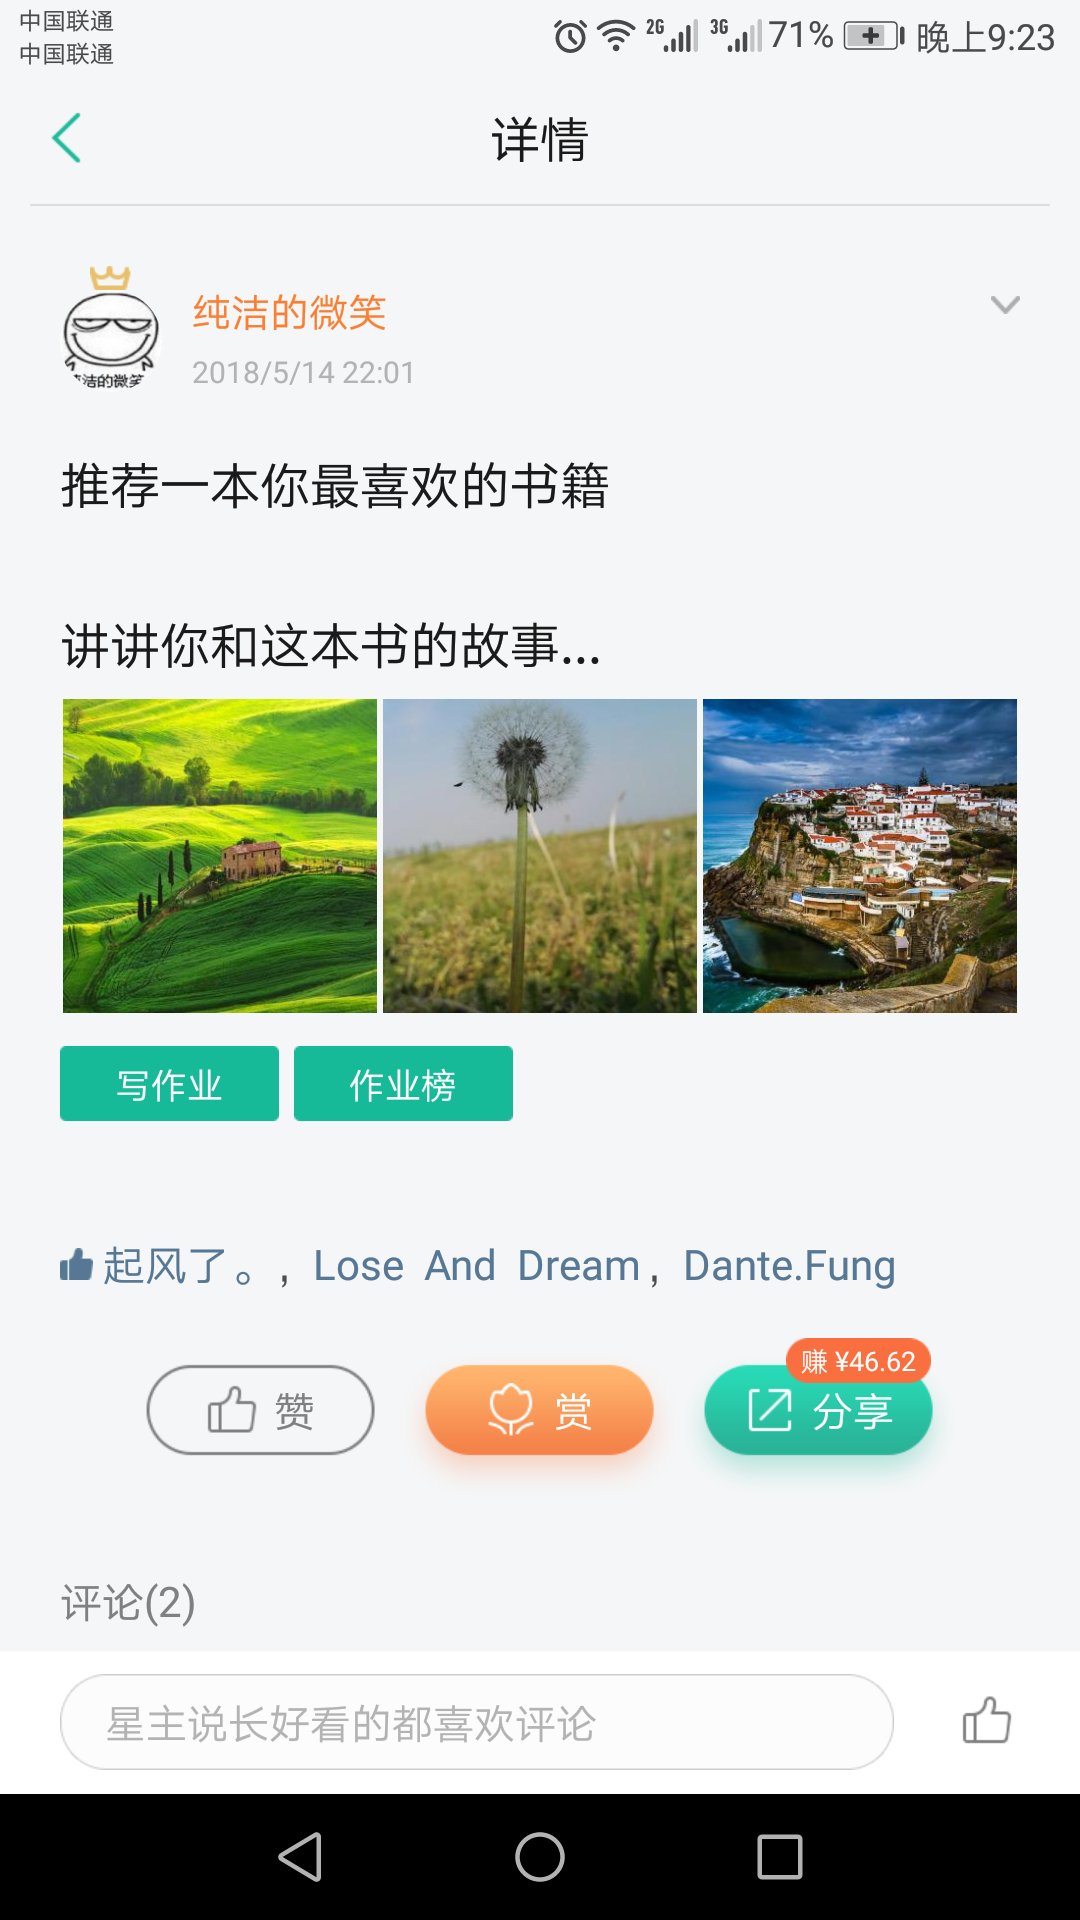 中国联通
中国联通
2G 3G 71% 晚上9:23
详情
纯洁的微笑
洁的微笑
2018/5/14 22:01
推荐一本你最喜欢的书籍
讲讲你和这本书的故事...
写作业 作业榜
起风了。, Lose And Dream, Dante.Fung
赚 ¥46.62
赞 赏 分享
评论(2)
星主说长好看的都喜欢评论